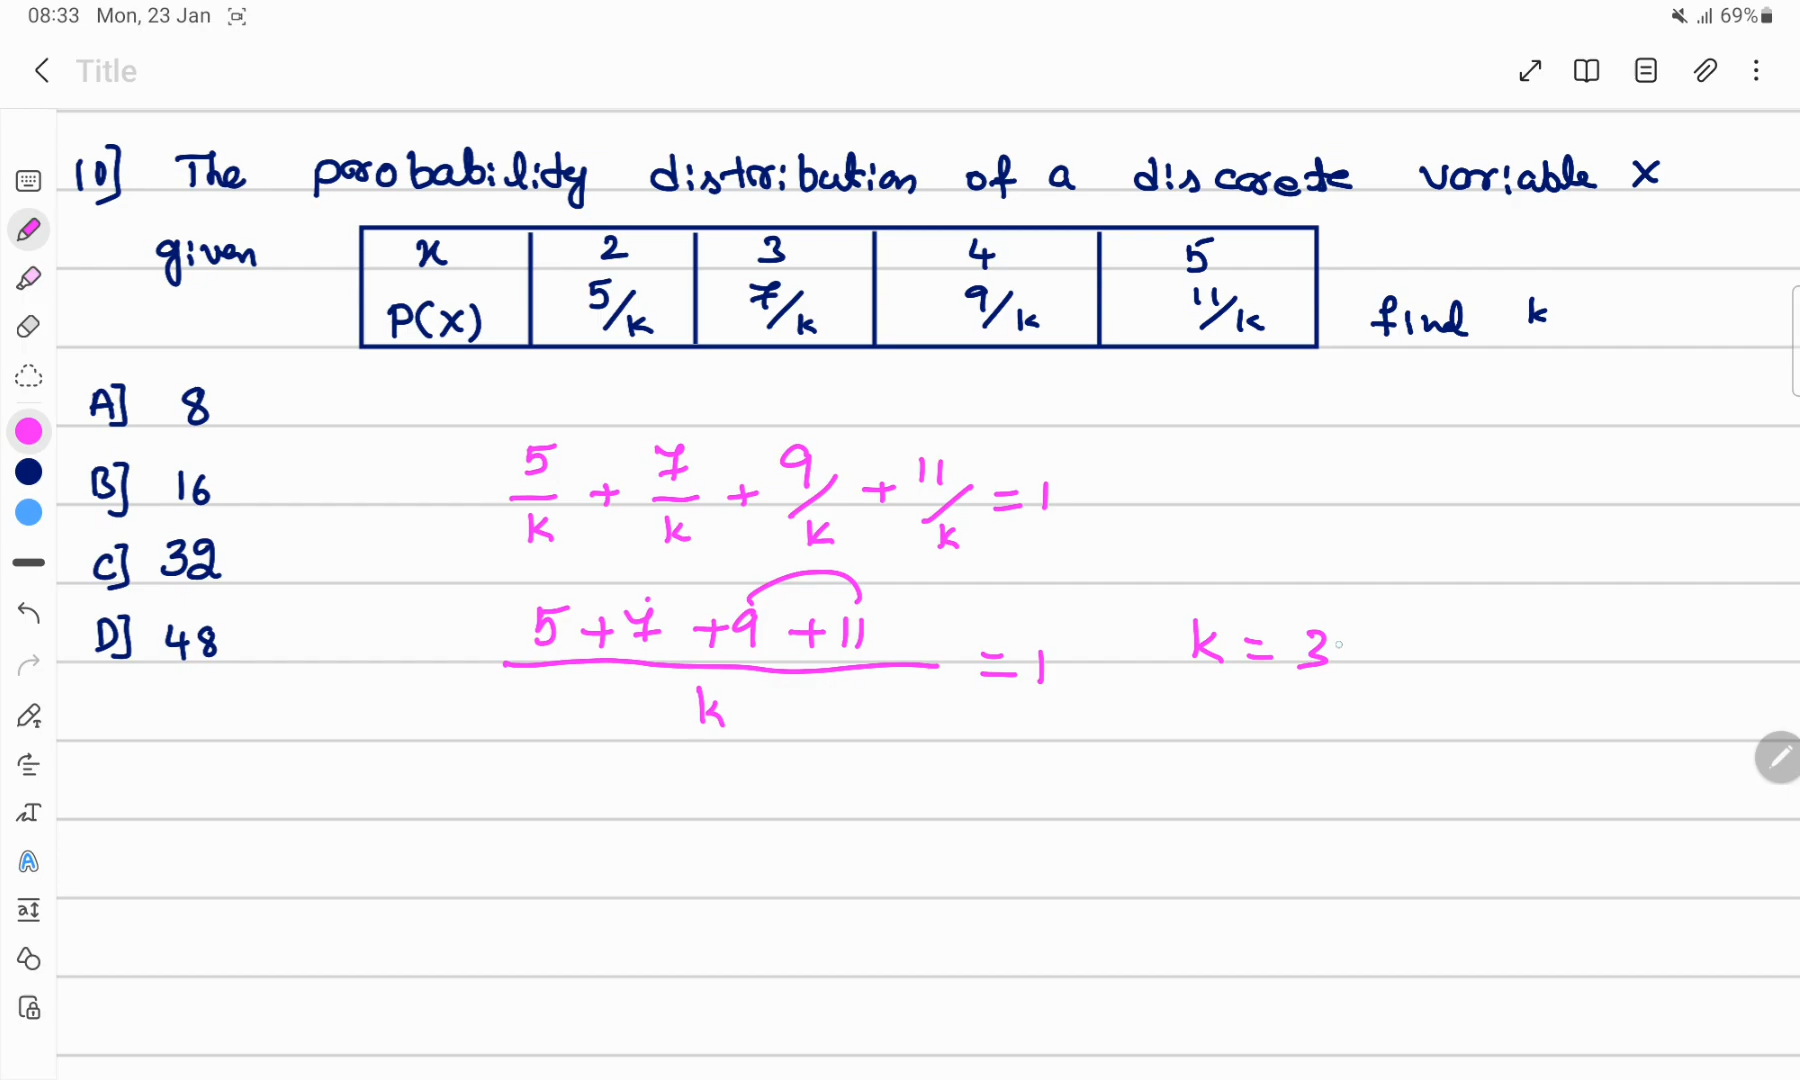 08:33 Mon, 23 Jan 69%
Title
10] The probability distribution of a discrete variable X
given
x 2 3 4 5
P(X) 5/k 7/k 9/k 11/k find k
A] 8
B] 16
C] 32
D] 48
5/k + 7/k + 9/k + 11/k = 1
5+7+9+11/k = 1
k = 3